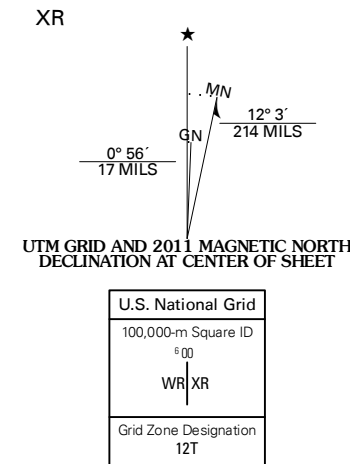 XR
MN
GN
12° 3´
214 MILS
0° 56´
17 MILS
UTM GRID AND 2011 MAGNETIC NORTH
DECLINATION AT CENTER OF SHEET
U.S. National Grid
100,000-m Square ID
6 00
WR XR
Grid Zone Designation
12T